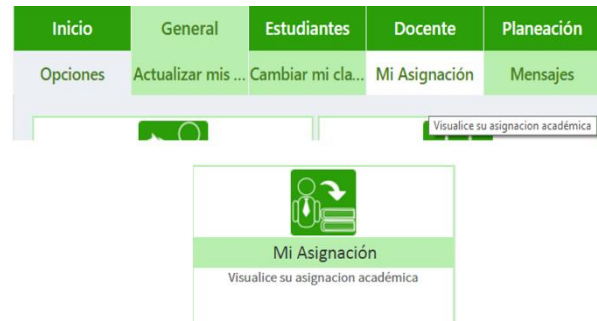 Inicio General Estudiantes Docente Planeación
Opciones Actualizar mis ... Cambiar mi cla... Mi Asignación Mensajes
Visualice su asignacion académica
Mi Asignación
Visualice su asignacion académica